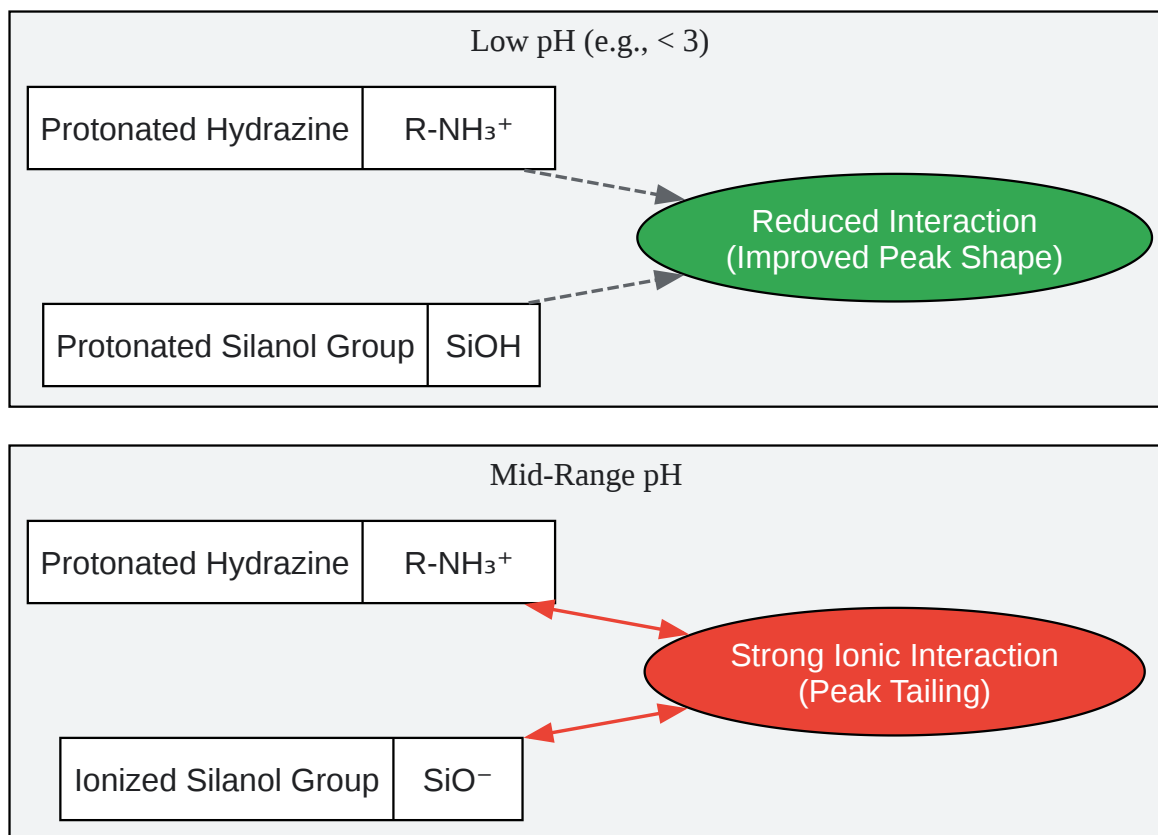 Low pH (e.g., < 3)
Protonated Hydrazine
R-NH₃⁺
Reduced Interaction
(Improved Peak Shape)
Protonated Silanol Group
SiOH
Mid-Range pH
Protonated Hydrazine
R-NH₃⁺
Strong Ionic Interaction
(Peak Tailing)
Ionized Silanol Group
SiO⁻